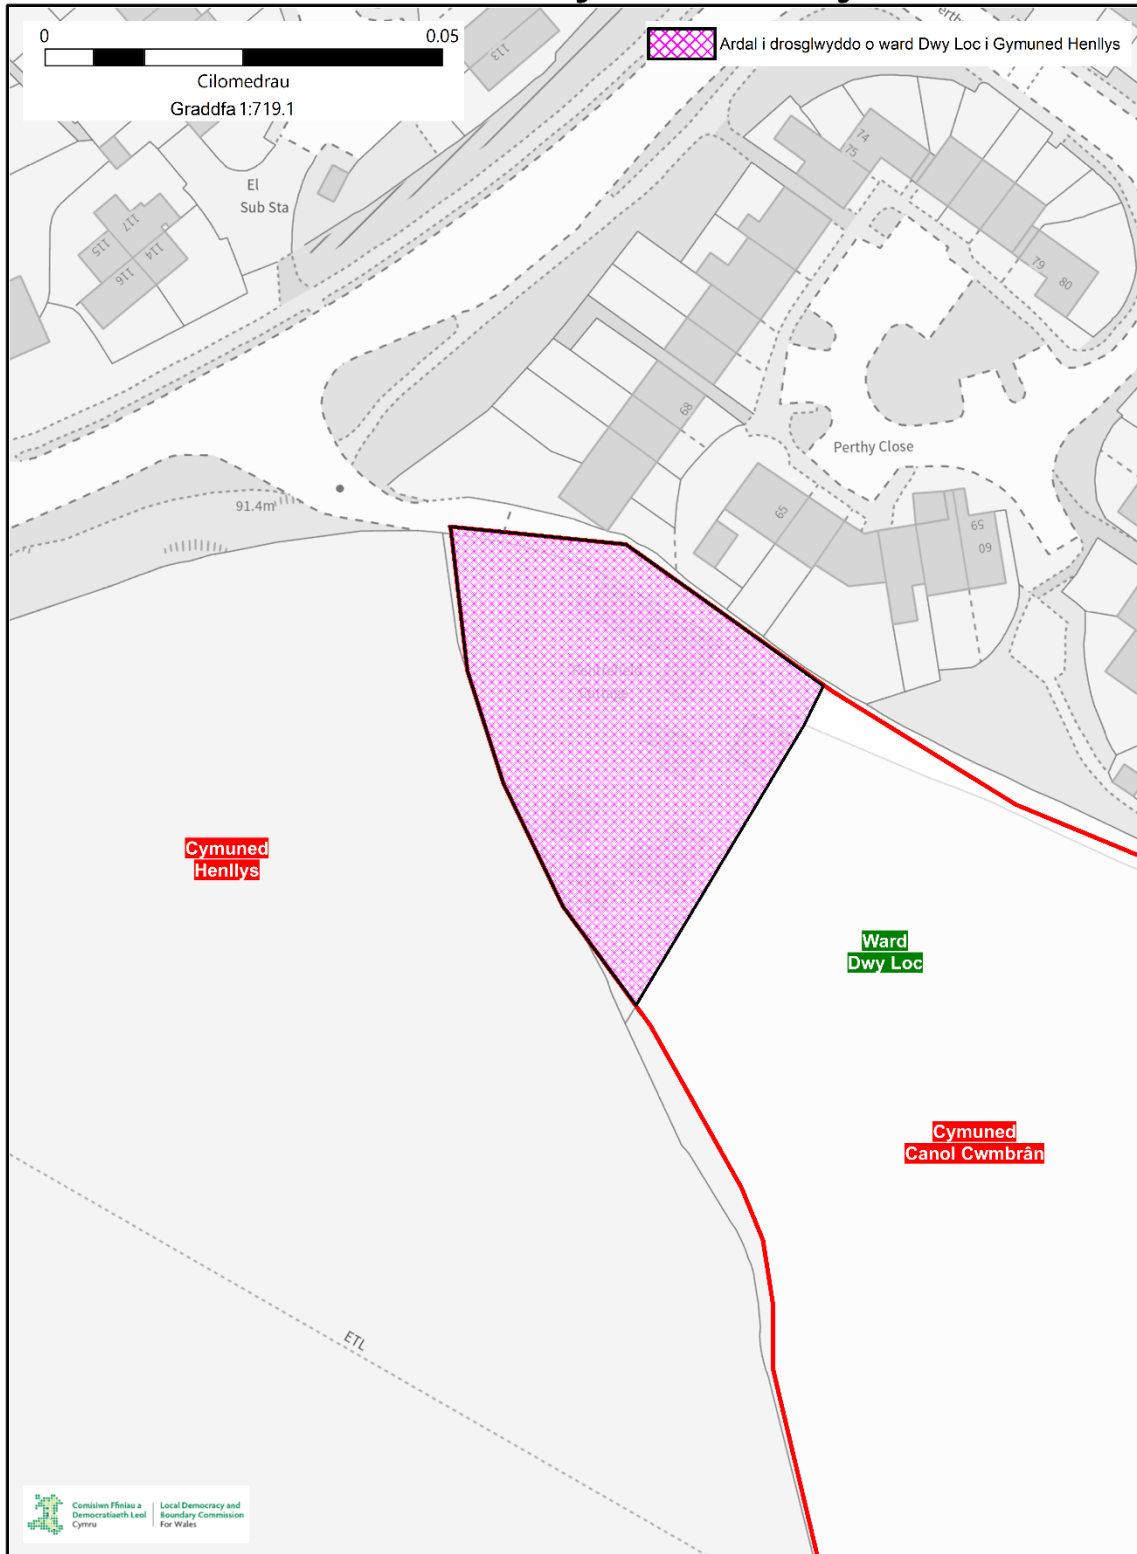 0 0.05
Cilomedrau
Graddfa 1:719.1
Ardal i drosglwyddo o ward Dwy Loc i Gymuned Henllys
113
74
75
El
Sub Sta
117
115
114
116
79
80
68
Perthy Close
91.4m
65
59
60
Cottage
Cymuned
Henllys
Ward
Dwy Loc
Cymuned
Canol Cwmbrân
ETL
Comisiwn Ffiniau a
Democratiaeth Leol
Cymru
Local Democracy and
Boundary Commission
For Wales